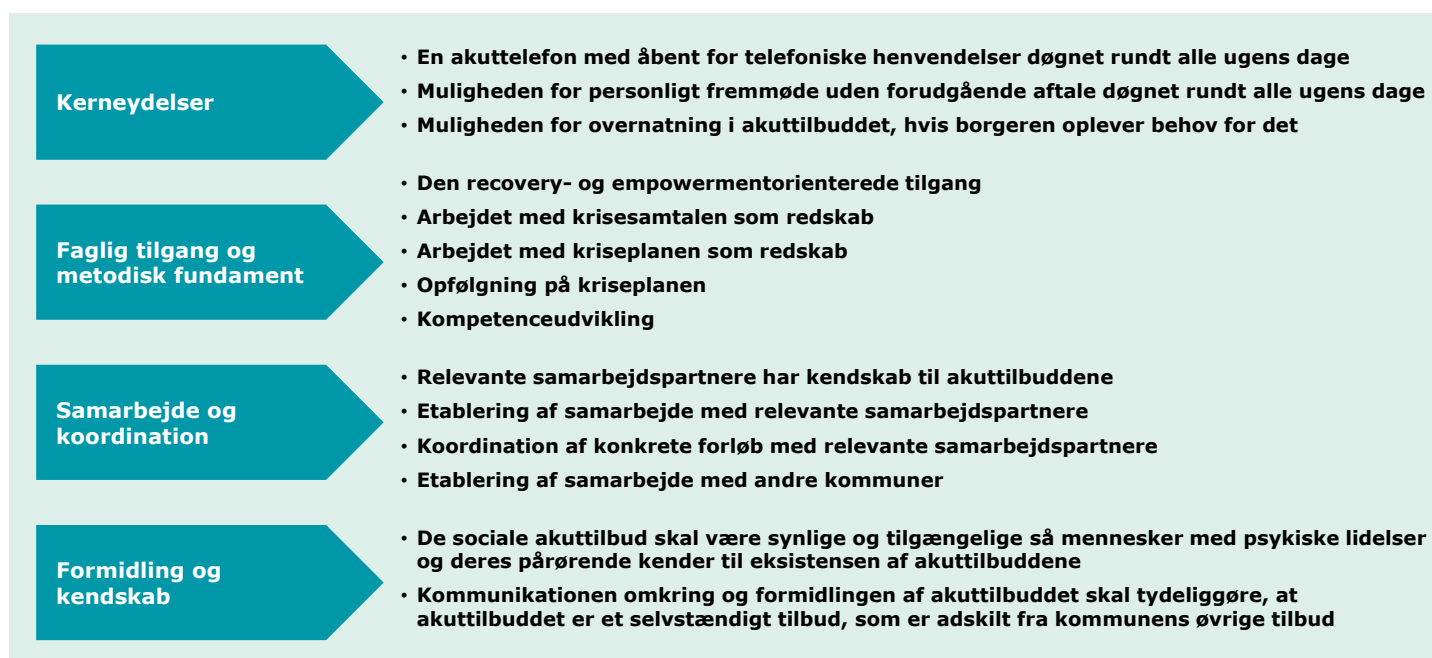 Kerneydelser
• En akuttelefon med åbent for telefoniske henvendelser døgnet rundt alle ugens dage
• Muligheden for personligt fremmøde uden forudgående aftale døgnet rundt alle ugens dage
• Muligheden for overnatning i akuttilbuddet, hvis borgeren oplever behov for det
Faglig tilgang og
metodisk fundament
• Den recovery- og empowermentorienterede tilgang
• Arbejdet med krisesamtalen som redskab
• Arbejdet med kriseplanen som redskab
• Opfølgning på kriseplanen
• Kompetenceudvikling
Samarbejde og
koordination
• Relevante samarbejdspartnere har kendskab til akuttilbuddene
• Etablering af samarbejde med relevante samarbejdspartnere
• Koordination af konkrete forløb med relevante samarbejdspartnere
• Etablering af samarbejde med andre kommuner
Formidling og
kendskab
• De sociale akuttilbud skal være synlige og tilgængelige så mennesker med psykiske lidelser
og deres pårørende kender til eksistensen af akuttilbuddene
• Kommunikationen omkring og formidlingen af akuttilbuddet skal tydeliggøre, at
akuttilbuddet er et selvstændigt tilbud, som er adskilt fra kommunens øvrige tilbud